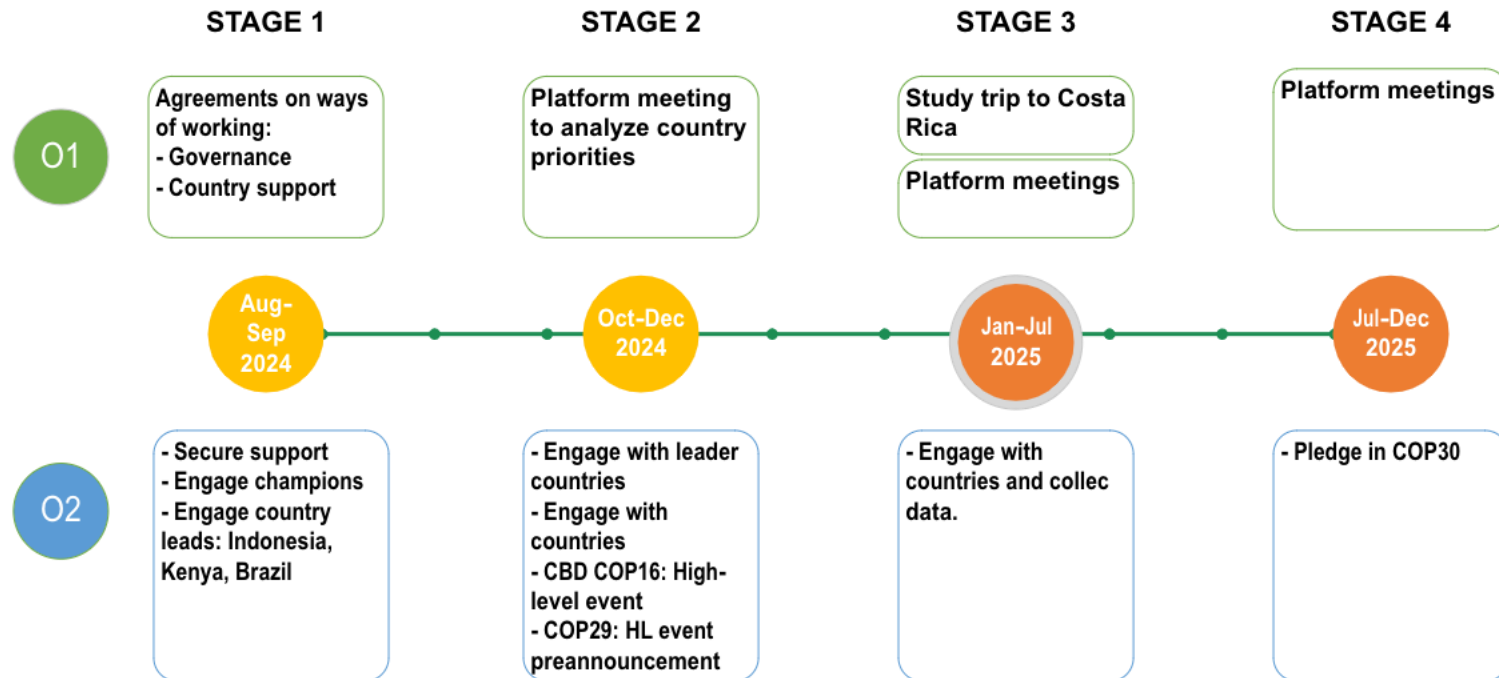 STAGE 1
STAGE 2
STAGE 3
STAGE 4
O1
Agreements on ways
of working:
- Governance
- Country support
Platform meeting
to analyze country
priorities
Study trip to Costa
Rica
Platform meetings
Platform meetings
Aug-
Sep
2024
Oct-Dec
2024
Jan-Jul
2025
Jul-Dec
2025
O2
- Secure support
- Engage champions
- Engage country
leads: Indonesia,
Kenya, Brazil
- Engage with leader
countries
- Engage with
countries
- CBD COP16: High-
level event
- COP29: HL event
preannouncement
- Engage with
countries and collec
data.
- Pledge in COP30